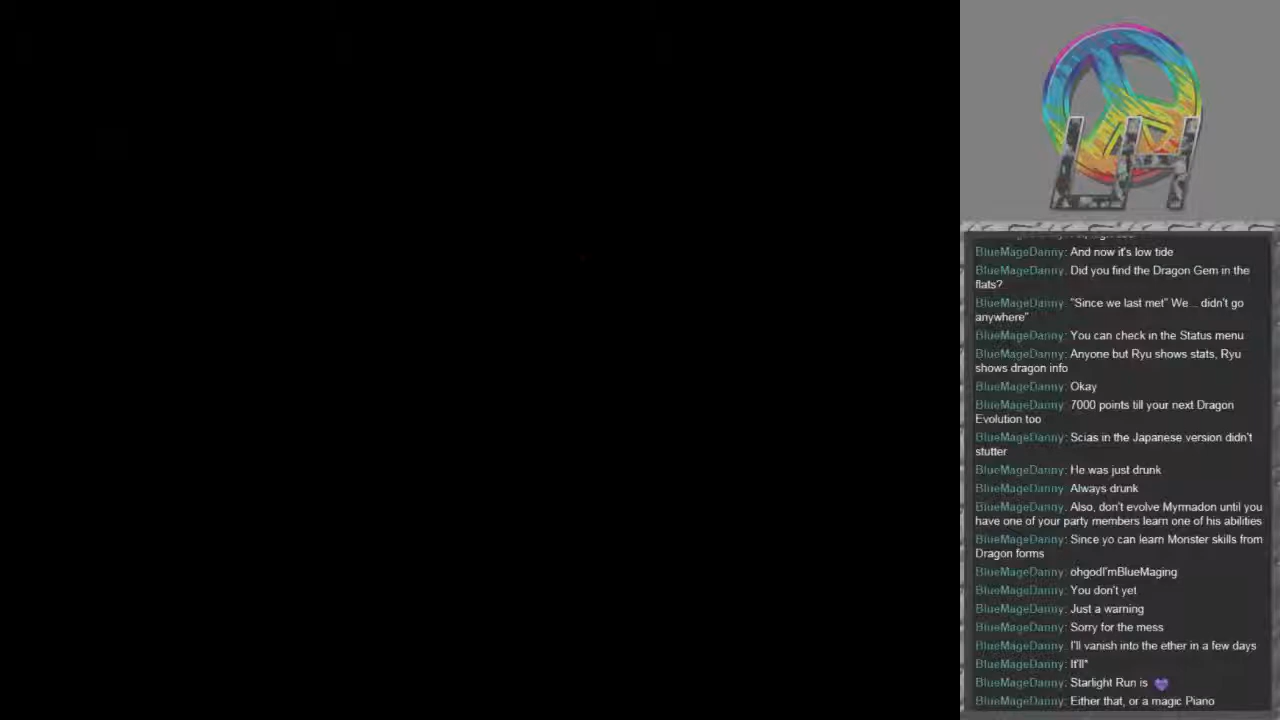 LH
BlueMageDanny: And now it's low tide
BlueMageDanny: Did you find the Dragon Gem in the
flats?
BlueMageDanny: "Since we last met" We... didn't go
anywhere"
BlueMageDanny: You can check in the Status menu
BlueMageDanny: Anyone but Ryu shows stats, Ryu
shows dragon info
BlueMageDanny: Okay
BlueMageDanny: 7000 points till your next Dragon
Evolution too
BlueMageDanny: Scias in the Japanese version didn't
stutter
BlueMageDanny: He was just drunk
BlueMageDanny: Always drunk
BlueMageDanny: Also, don't evolve Myrmadon until you
have one of your party members learn one of his abilities
BlueMageDanny: Since yo can learn Monster skills from
Dragon forms
BlueMageDanny: ohgodI'mBlueMaging
BlueMageDanny: You don't yet
BlueMageDanny: Just a warning
BlueMageDanny: Sorry for the mess
BlueMageDanny: I'll vanish into the ether in a few days
BlueMageDanny: It'll*
BlueMageDanny: Starlight Run is
BlueMageDanny: Either that, or a magic Piano